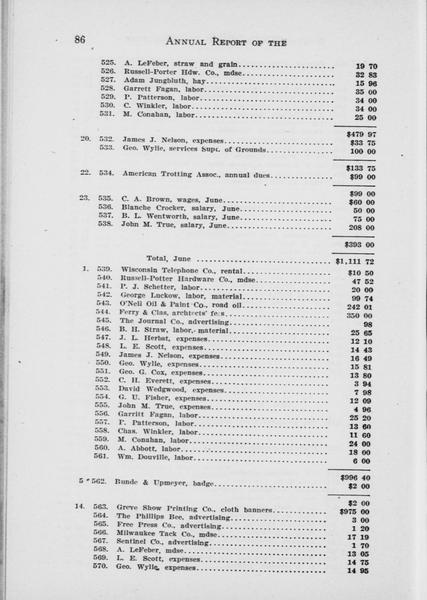 86 ANNUAL REPORT OF THE
525. A. LeFeber, straw and grain 19 70
526. Russell-Porter Hdw. Co., mdse 32 83
527. Adam Jungbluth, hay 15 96
528. Garrett Fagan, labor 35 00
529. P. Patterson, labor 34 00
530. C. Winkler, labor 34 00
531. M. Conahan, labor 25 00
$479 97
20. 532. James J. Nelson, expenses $33 75
533. Geo. Wylie, services Supt. of Grounds 100 00
$133 75
22. 534. American Trotting Assoc., annual dues $99 00
$99 00
23. 535. C. A. Brown, wages, June $60 00
536. Blanche Crocker, salary, June 50 00
537. B. L. Wentworth, salary, June 75 00
538. John M. True, salary, June 208 00
$393 00
Total, June $1,111 72
1. 539. Wisconsin Telephone Co., rental $10 50
540. Russell-Potter Hardware Co., mdse 47 52
541. P. J. Schetter, labor 20 00
542. George Luckow, labor, material 99 74
543. O'Neil Oil & Paint Co., road oil 242 01
544. Ferry & Clas, architects' fees 350 00
545. The Journal Co., advertising 98
546. B. H. Straw, labor, material 25 65
547. J. L. Herbst, expenses 12 10
548. L. E. Scott, expenses 14 43
549. James J. Nelson, expenses 16 49
550. Geo. Wylie, expenses 15 81
551. Geo. G. Cox, expenses 13 80
552. C. H. Everett, expenses 3 94
553. David Wedgwood, expenses 7 98
554. G. U. Fisher, expenses 12 09
555. John M. True, expenses 4 96
556. Garritt Fagan, labor 25 20
557. P. Patterson, labor 13 60
558. Chas. Winkler, labor 11 60
559. M. Conahan, labor 24 00
560. A. Abbott, labor 18 00
561. Wm. Douville, labor 6 00
$996 40
5 562. Bunde & Upmeyer, badge $2 00
$2 00
14. 563. Greve Show Printing Co., cloth banners $975 00
564. The Phillips Bee, advertising 3 00
565. Free Press Co., advertising 1 29
566. Milwaukee Tack Co., mdse 17 19
567. Sentinel Co., advertising 1 70
568. A. LeFeber, mdse 13 05
569. L. E. Scott, expenses 14 75
570. Geo. Wylie, expenses 14 95